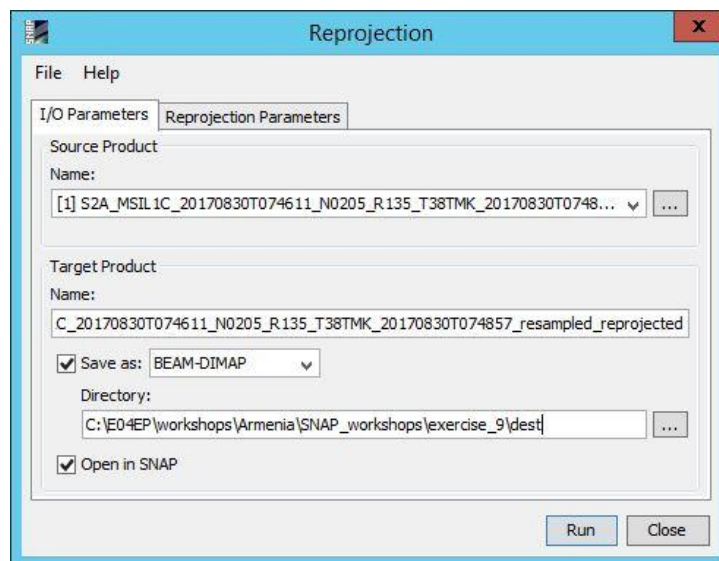 SNAP
Reprojection
x
File Help
I/O Parameters Reprojection Parameters
Source Product
Name:
[1] S2A_MSIL1C_20170830T074611_N0205_R135_T38TMK_20170830T0748... ...
Target Product
Name:
C_20170830T074611_N0205_R135_T38TMK_20170830T074857_resampled_reprojected
Save as: BEAM-DIMAP
Directory:
C:\E04EP\workshops\Armenia\SNAP_workshops\exercise_9\dest ...
Open in SNAP
Run Close